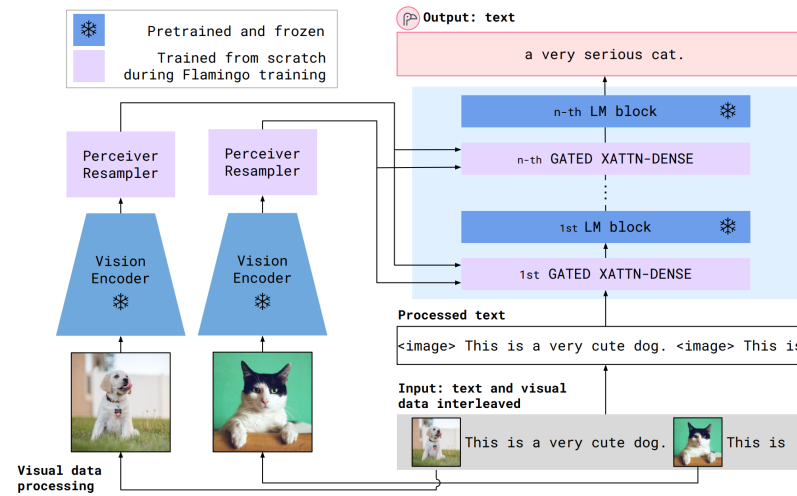 Pretrained and frozen
Trained from scratch
during Flamingo training
Output: text
a very serious cat.
n-th LM block
n-th GATED XATTN-DENSE
1st LM block
1st GATED XATTN-DENSE
Perceiver
Resampler
Perceiver
Resampler
Vision
Encoder
Vision
Encoder
Processed text
<image> This is a very cute dog. <image> This is
Input: text and visual
data interleaved
This is a very cute dog. This is
Visual data
processing